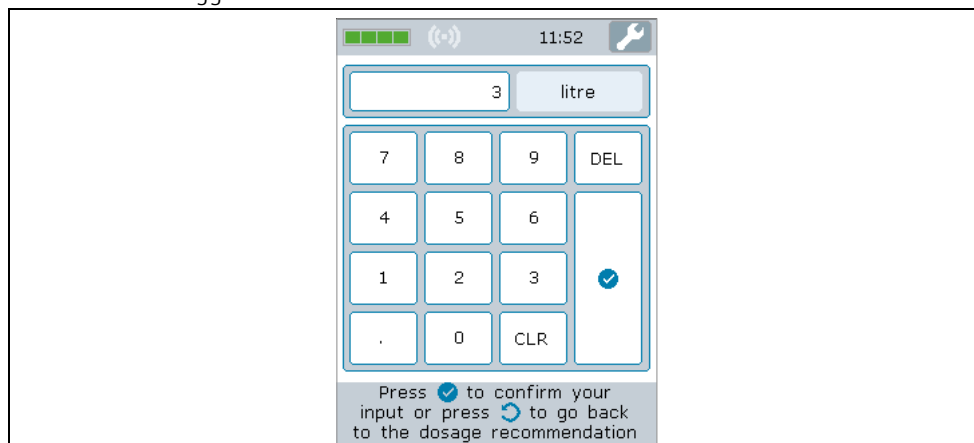 11:52
3 litre
7 8 9 DEL
4 5 6
1 2 3
. 0 CLR
Press to confirm your
input or press to go back
to the dosage recommendation